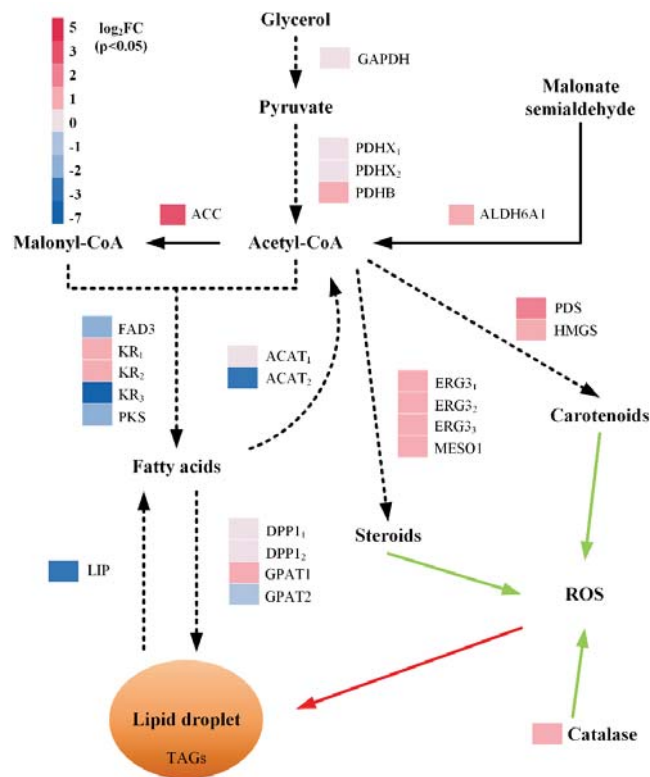 5
3
2
1
0
-1
-2
-3
-7
log₂FC
(p<0.05)
Glycerol
GAPDH
Pyruvate
Malonate
semialdehyde
PDHX₁
PDHX₂
PDHB
ACC
ALDH6A1
Malonyl-CoA
Acetyl-CoA
FAD3
KR₁
KR₂
KR₃
PKS
ACAT₁
ACAT₂
PDS
HMGS
ERG3₁
ERG3₂
ERG3₃
MESO1
Carotenoids
Fatty acids
Steroids
LIP
DPP1₁
DPP1₂
GPAT1
GPAT2
ROS
Lipid droplet
TAGs
Catalase